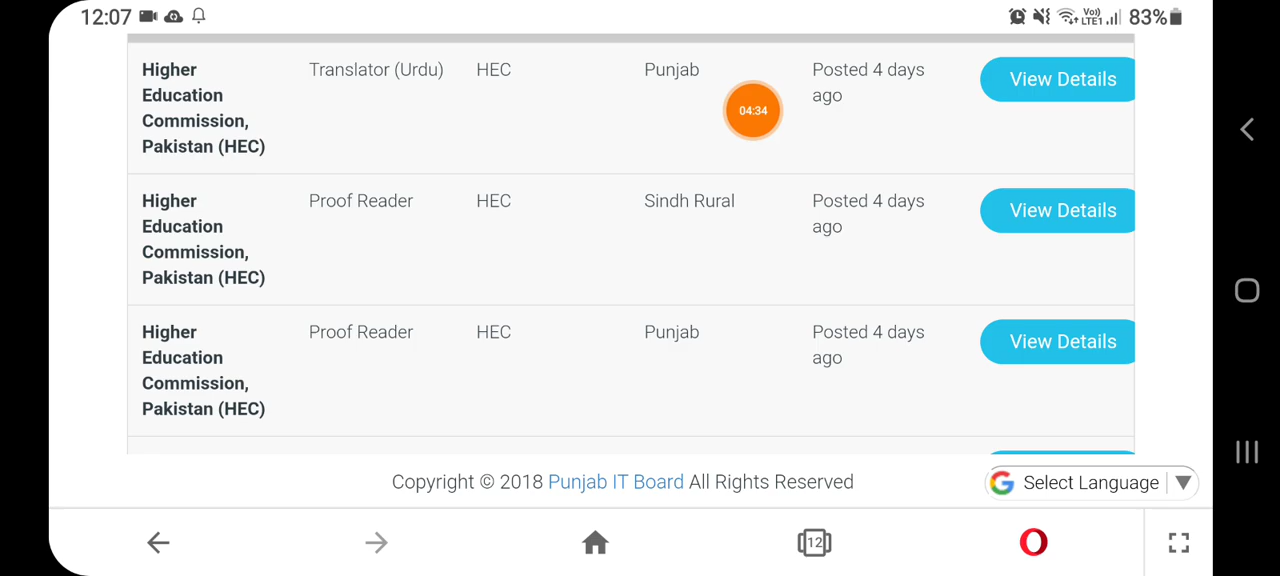 12:07 Vo)) LTE1 83%
Higher Education Commission, Pakistan (HEC) Translator (Urdu) HEC Punjab Posted 4 days ago View Details
04:34
Higher Education Commission, Pakistan (HEC) Proof Reader HEC Sindh Rural Posted 4 days ago View Details
Higher Education Commission, Pakistan (HEC) Proof Reader HEC Punjab Posted 4 days ago View Details
Copyright © 2018 Punjab IT Board All Rights Reserved G Select Language ▼
12